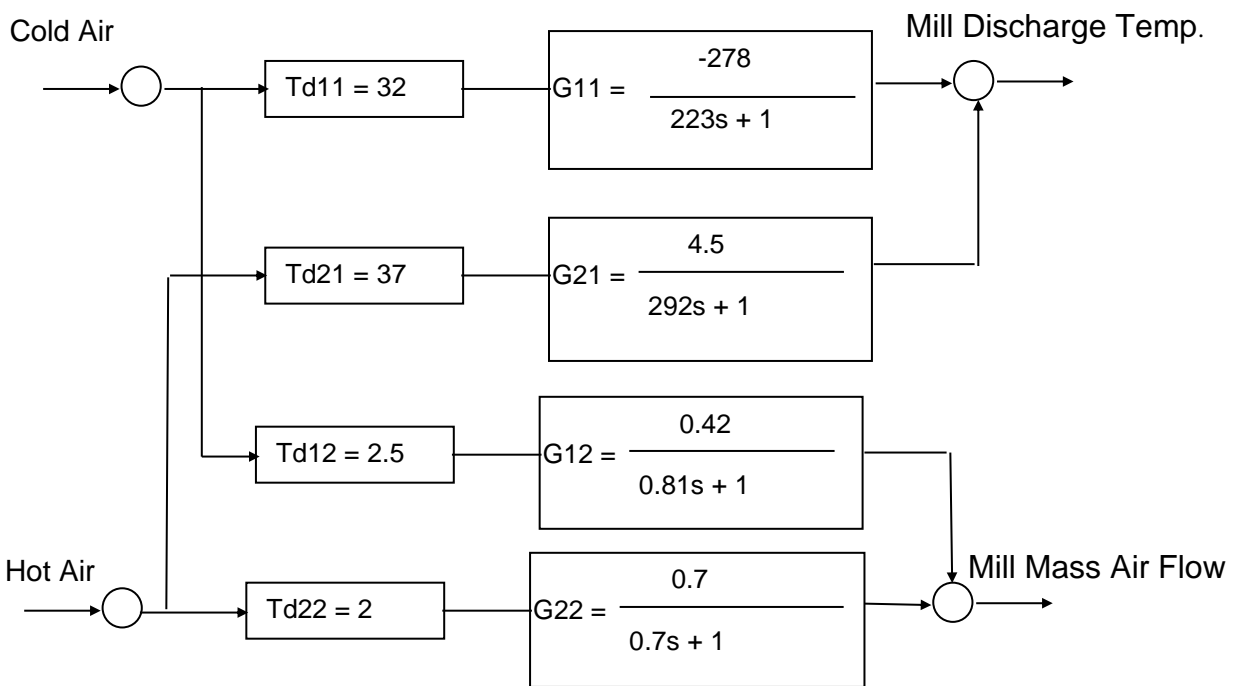 Cold Air
Mill Discharge Temp.
Td11 = 32
G11 =
-278
223s + 1
Td21 = 37
G21 =
4.5
292s + 1
Td12 = 2.5
G12 =
0.42
0.81s + 1
Hot Air
Mill Mass Air Flow
Td22 = 2
G22 =
0.7
0.7s + 1